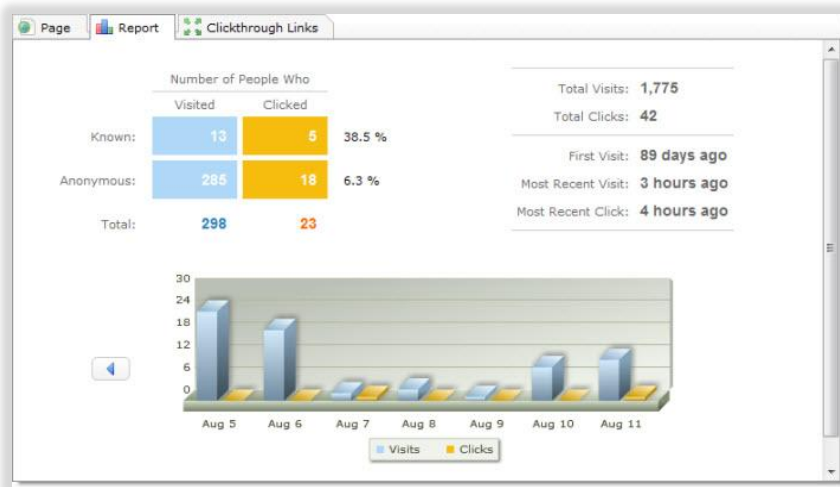 Page Report Clickthrough Links
Number of People Who
Visited Clicked
Known: 13 5 38.5 %
Anonymous: 285 18 6.3 %
Total: 298 23
Total Visits: 1,775
Total Clicks: 42
First Visit: 89 days ago
Most Recent Visit: 3 hours ago
Most Recent Click: 4 hours ago
30
24
18
12
6
0
Aug 5 Aug 6 Aug 7 Aug 8 Aug 9 Aug 10 Aug 11
Visits Clicks